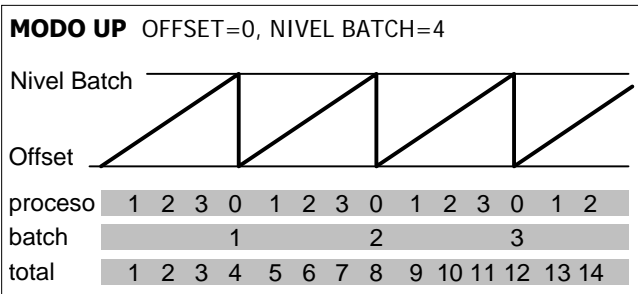 MODO UP OFFSET=0, NIVEL BATCH=4
Nivel Batch
Offset
proceso 1 2 3 0 1 2 3 0 1 2 3 0 1 2
batch 1 2 3
total 1 2 3 4 5 6 7 8 9 10 11 12 13 14